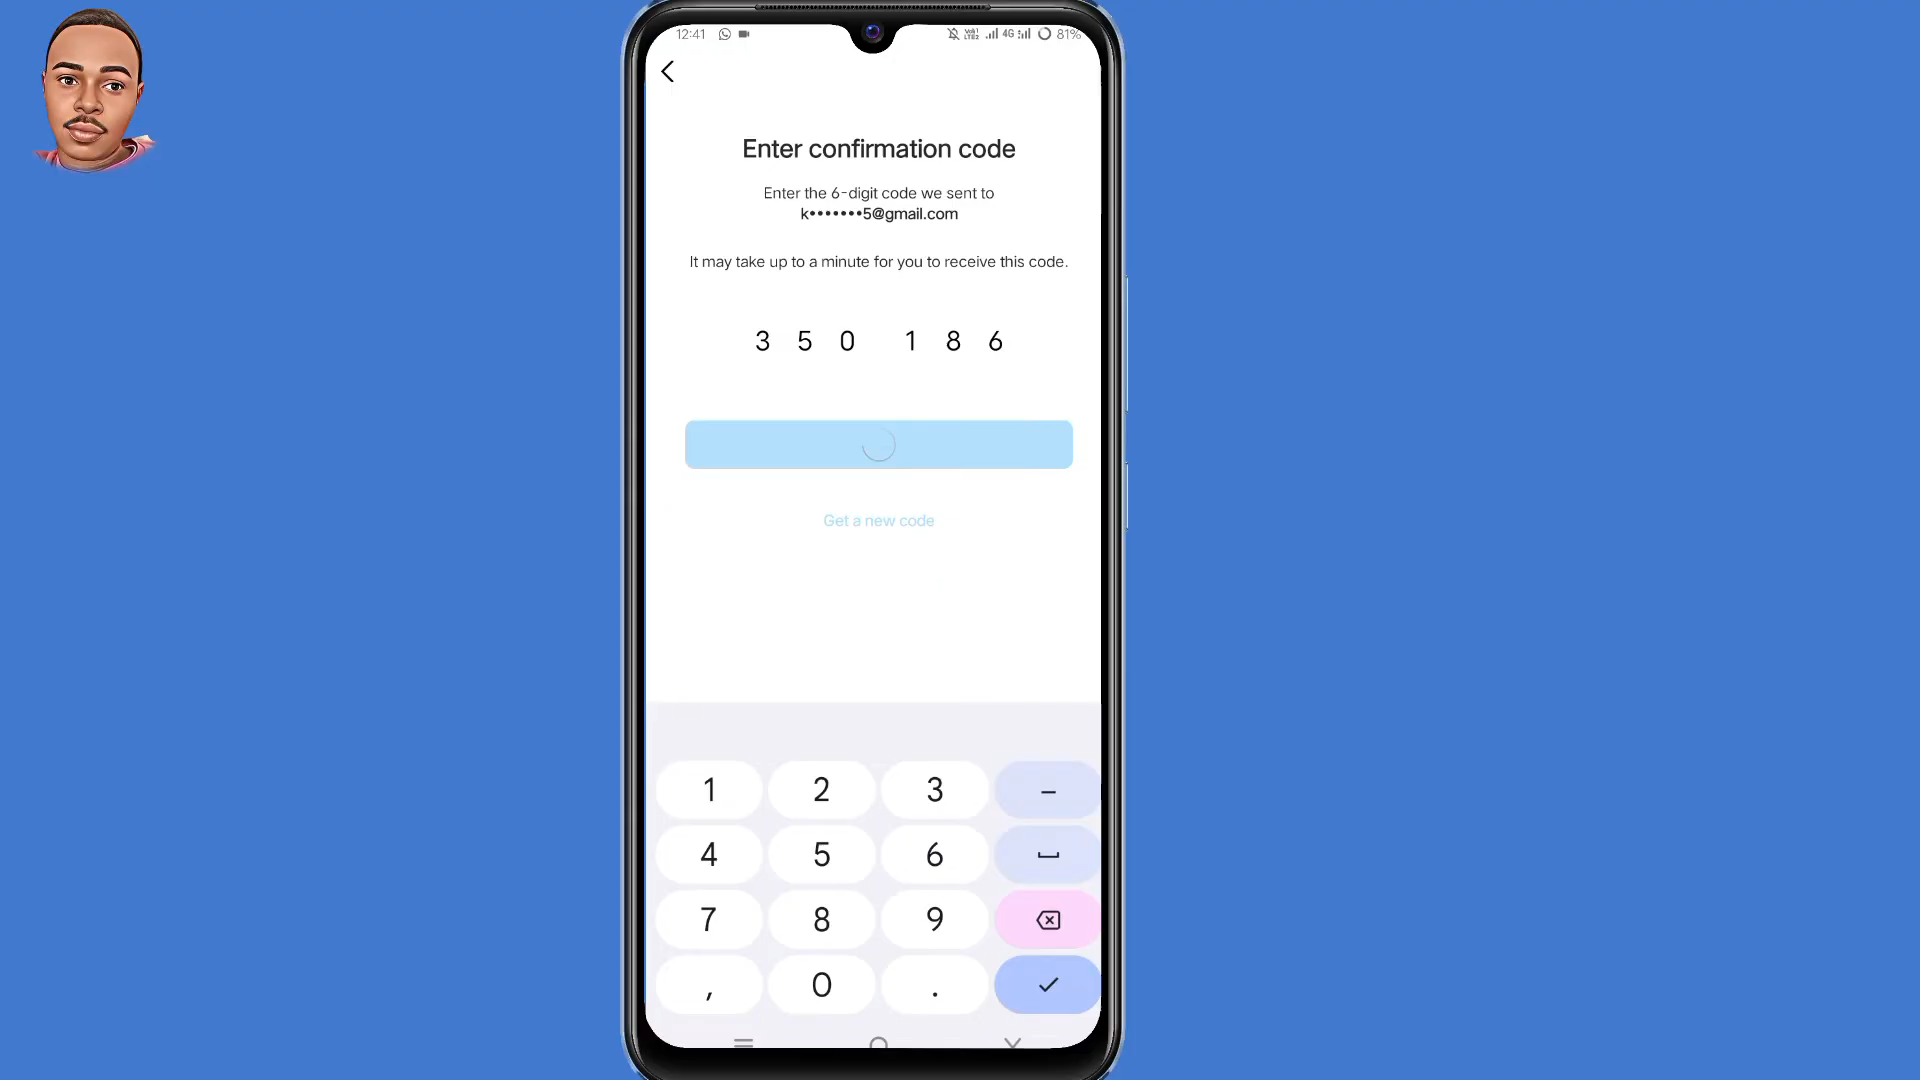 12:41 4G 81%
Enter confirmation code
Enter the 6-digit code we sent to
k•••••••5@gmail.com
It may take up to a minute for you to receive this code.
3 5 0 1 8 6
Get a new code
1 2 3 –
4 5 6
7 8 9
, 0 .